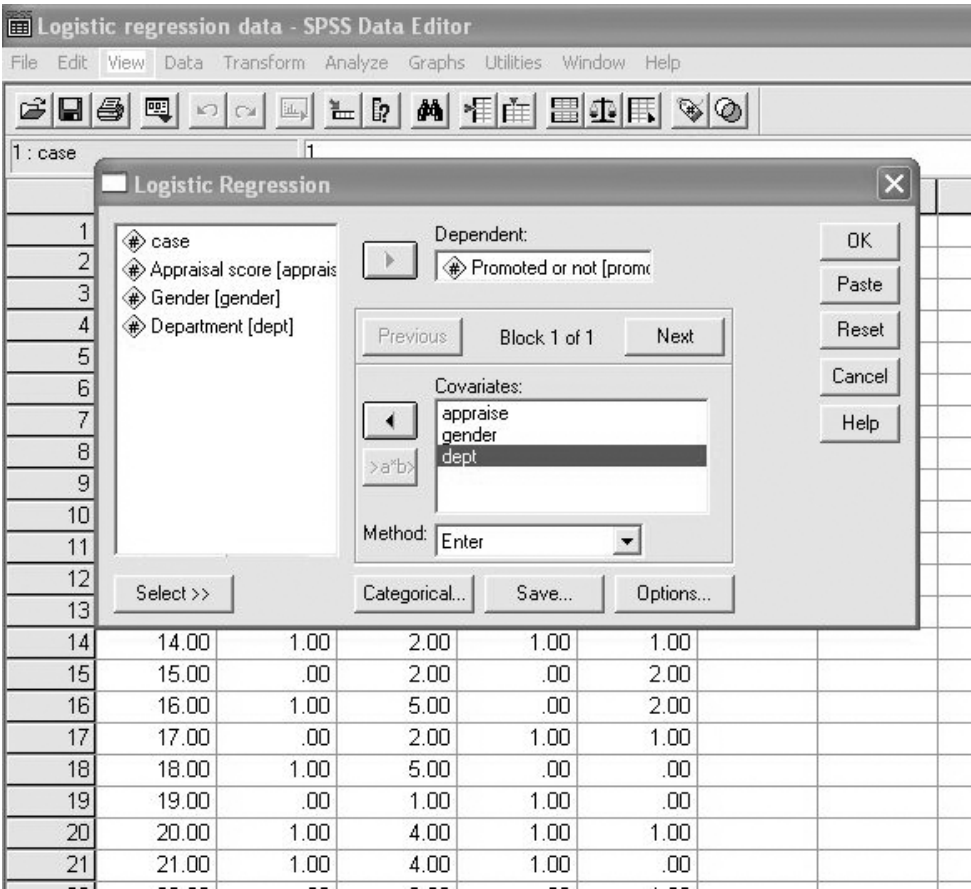 Logistic regression data - SPSS Data Editor
File Edit View Data Transform Analyze Graphs Utilities Window Help
1 : case 1
Logistic Regression
case
Appraisal score [apprais
Gender [gender]
Department [dept]
Dependent:
Promoted or not [promo
Previous Block 1 of 1 Next
Covariates:
appraise
gender
dept
>a*b>
Method: Enter
Select >> Categorical... Save... Options...
OK
Paste
Reset
Cancel
Help
1
2
3
4
5
6
7
8
9
10
11
12
13
14 14.00 1.00 2.00 1.00 1.00
15 15.00 .00 2.00 .00 2.00
16 16.00 1.00 5.00 .00 2.00
17 17.00 .00 2.00 1.00 1.00
18 18.00 1.00 5.00 .00 .00
19 19.00 .00 1.00 1.00 .00
20 20.00 1.00 4.00 1.00 1.00
21 21.00 1.00 4.00 1.00 .00